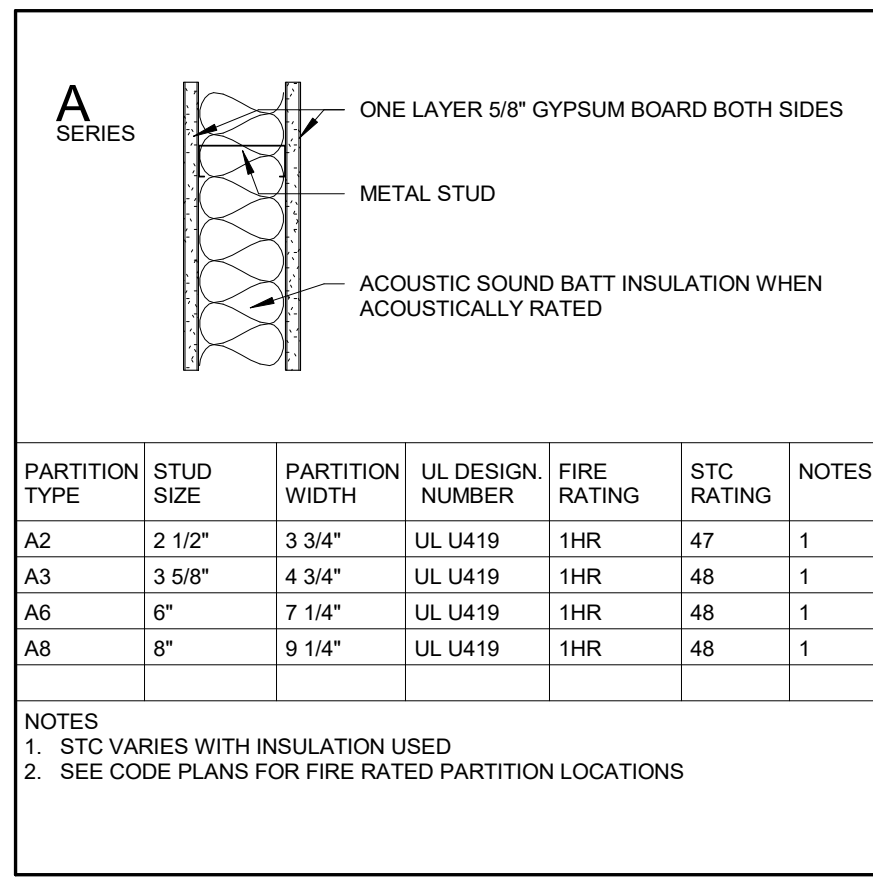 A
SERIES
ONE LAYER 5/8" GYPSUM BOARD BOTH SIDES
METAL STUD
ACOUSTIC SOUND BATT INSULATION WHEN
ACOUSTICALLY RATED
PARTITION TYPE STUD SIZE PARTITION WIDTH UL DESIGN. NUMBER FIRE RATING STC RATING NOTES
A2 2 1/2" 3 3/4" UL U419 1HR 47 1
A3 3 5/8" 4 3/4" UL U419 1HR 48 1
A6 6" 7 1/4" UL U419 1HR 48 1
A8 8" 9 1/4" UL U419 1HR 48 1
NOTES
1. STC VARIES WITH INSULATION USED
2. SEE CODE PLANS FOR FIRE RATED PARTITION LOCATIONS